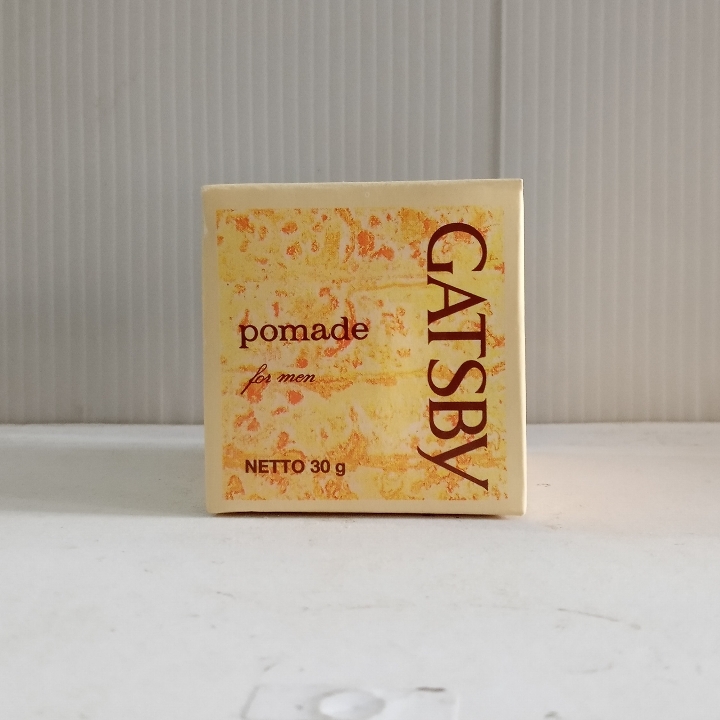 pomade
for men
NETTO 30 g
GATSBY